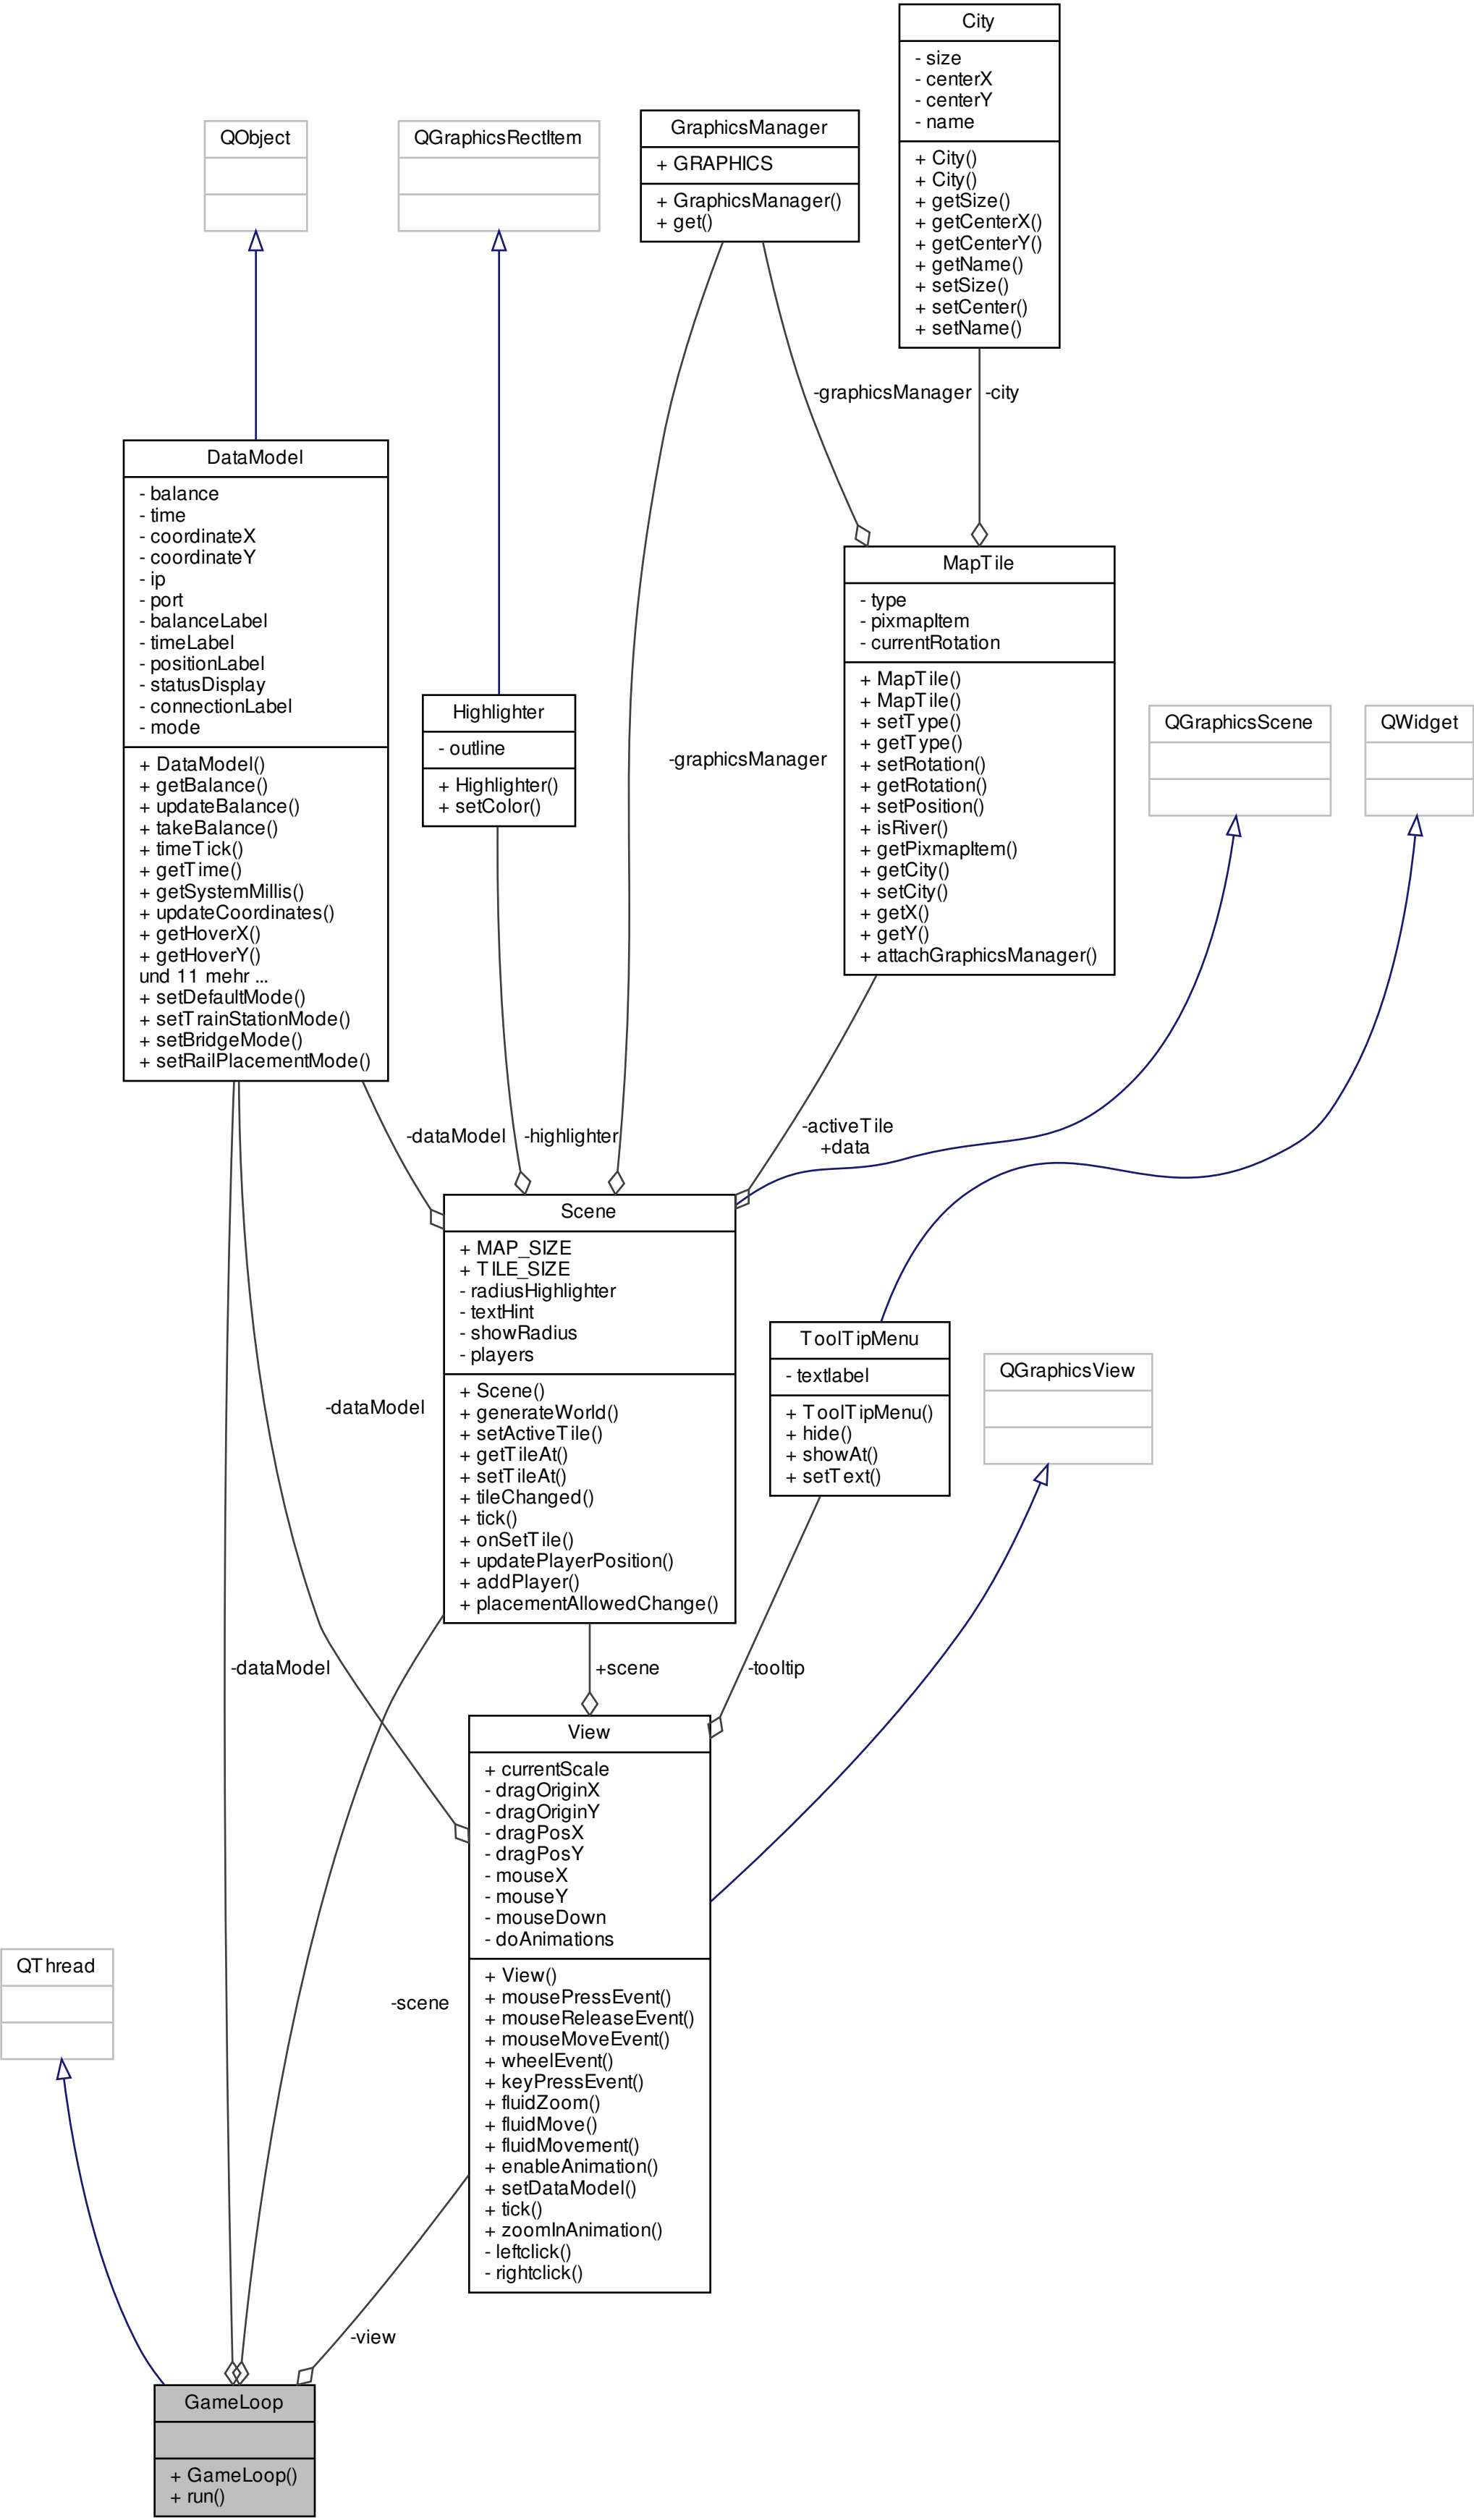 City
- size
- centerX
- centerY
- name
+ City()
+ City()
+ getSize()
+ getCenterX()
+ getCenterY()
+ getName()
+ setSize()
+ setCenter()
+ setName()
GraphicsManager
+ GRAPHICS
+ GraphicsManager()
+ get()
QObject
QGraphicsRectItem
-graphicsManager
-city
DataModel
- balance
- time
- coordinateX
- coordinateY
- ip
- port
- balanceLabel
- timeLabel
- positionLabel
- statusDisplay
- connectionLabel
- mode
+ DataModel()
+ getBalance()
+ updateBalance()
+ takeBalance()
+ timeTick()
+ getTime()
+ getSystemMillis()
+ updateCoordinates()
+ getHoverX()
+ getHoverY()
und 11 mehr ...
+ setDefaultMode()
+ setTrainStationMode()
+ setBridgeMode()
+ setRailPlacementMode()
Highlighter
- outline
+ Highlighter()
+ setColor()
-graphicsManager
MapTile
- type
- pixmapItem
- currentRotation
+ MapTile()
+ MapTile()
+ setType()
+ getType()
+ setRotation()
+ getRotation()
+ setPosition()
+ isRiver()
+ getPixmapItem()
+ getCity()
+ setCity()
+ getX()
+ getY()
+ attachGraphicsManager()
QGraphicsScene
QWidget
-dataModel
-highlighter
-activeTile
+data
Scene
+ MAP_SIZE
+ TILE_SIZE
- radiusHighlighter
- textHint
- showRadius
- players
+ Scene()
+ generateWorld()
+ setActiveTile()
+ getTileAt()
+ setTileAt()
+ tileChanged()
+ tick()
+ onSetTile()
+ updatePlayerPosition()
+ addPlayer()
+ placementAllowedChange()
ToolTipMenu
- textlabel
+ ToolTipMenu()
+ hide()
+ showAt()
+ setText()
QGraphicsView
-dataModel
-dataModel
+scene
-tooltip
View
+ currentScale
- dragOriginX
- dragOriginY
- dragPosX
- dragPosY
- mouseX
- mouseY
- mouseDown
- doAnimations
+ View()
+ mousePressEvent()
+ mouseReleaseEvent()
+ mouseMoveEvent()
+ wheelEvent()
+ keyPressEvent()
+ fluidZoom()
+ fluidMove()
+ fluidMovement()
+ enableAnimation()
+ setDataModel()
+ tick()
+ zoomInAnimation()
- leftclick()
- rightclick()
QThread
-scene
-view
GameLoop
+ GameLoop()
+ run()